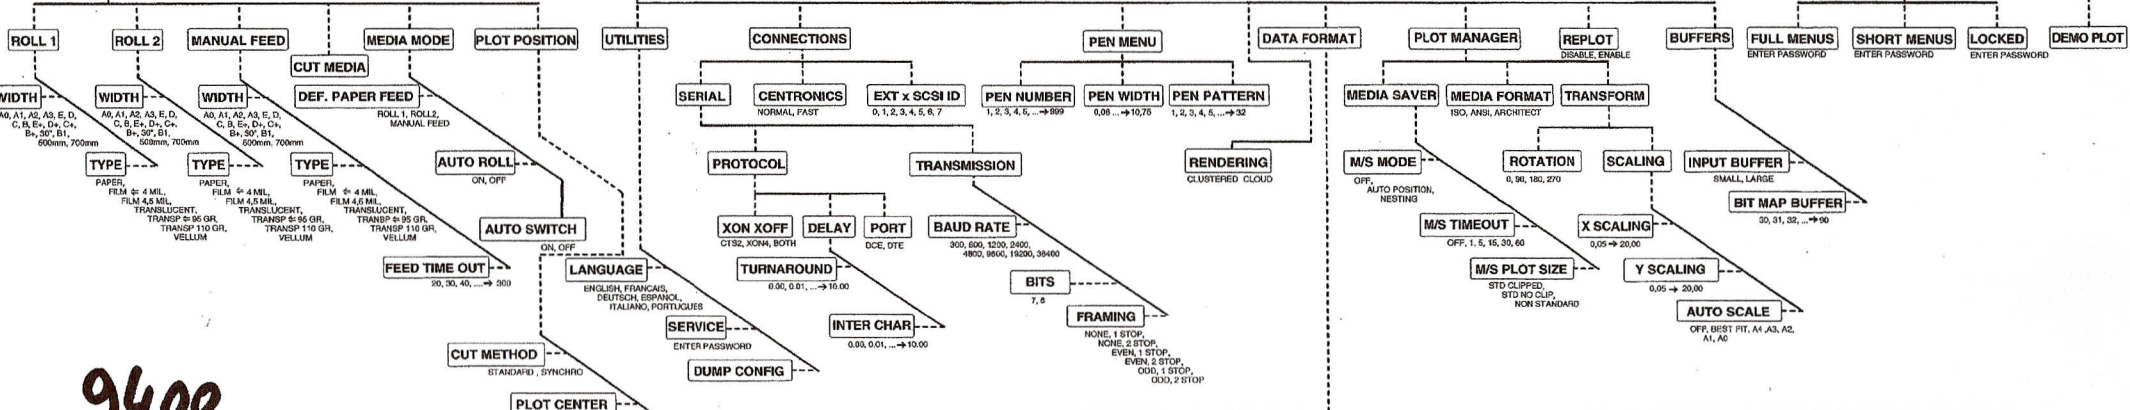 ROLL 1
ROLL 2
MANUAL FEED
MEDIA MODE
PLOT POSITION
UTILITIES
CONNECTIONS
PEN MENU
DATA FORMAT
PLOT MANAGER
REPLOT
DISABLE, ENABLE
BUFFERS
FULL MENUS
ENTER PASSWORD
SHORT MENUS
ENTER PASSWORD
LOCKED
ENTER PASSWORD
DEMO PLOT
CUT MEDIA
WIDTH
A0, A1, A2, A3, E, D,
C, B, E+, D+, C+,
B+, 30", B1,
600mm, 700mm
WIDTH
A0, A1, A2, A3, E, D,
C, B, E+, D+, C+,
B+, 30", B1,
700mm
WIDTH
A0, A1, A2, A3, E, D,
C, B, E+, D+, C+,
B+, 30", B1,
600mm, 700mm
DEF. PAPER FEED
ROLL 1, ROLL2,
MANUAL FEED
SERIAL
CENTRONICS
NORMAL, FAST
EXT x SCSI ID
0, 1, 2, 3, 4, 5, 6, 7
PEN NUMBER
1, 2, 3, 4, 5, ...→999
PEN WIDTH
0,06 ...→10,75
PEN PATTERN
1, 2, 3, 4, 5, ...→32
MEDIA SAVER
MEDIA FORMAT
ISO, ANSI, ARCHITECT
TRANSFORM
TYPE
PAPER,
FILM ⇐ 4 MIL,
FILM 4,5 MIL,
TRANSLUCENT,
TRANSP ⇐ 95 GR,
TRANSP 110 GR,
VELLUM
TYPE
PAPER,
FILM ⇐ 4 MIL,
FILM 4,5 MIL,
TRANSLUCENT,
TRANSP ⇐ 95 GR,
TRANSP 110 GR,
VELLUM
TYPE
PAPER,
FILM ⇐ 4 MIL,
FILM 4,6 MIL,
TRANSLUCENT,
TRANSP ⇐ 95 GR,
TRANSP 110 GR,
VELLUM
AUTO ROLL
ON, OFF
PROTOCOL
TRANSMISSION
RENDERING
CLUSTERED CLOUD
M/S MODE
OFF,
AUTO POSITION,
NESTING
ROTATION
0, 90, 180, 270
SCALING
INPUT BUFFER
SMALL, LARGE
BIT MAP BUFFER
30, 31, 32, ...→90
AUTO SWITCH
ON, OFF
XON XOFF
CTS2, XON4, BOTH
DELAY
PORT
DCE, DTE
BAUD RATE
300, 600, 1200, 2400,
4800, 9600, 19200, 38400
M/S TIMEOUT
OFF, 1, 5, 15, 30, 60
X SCALING
0,05 → 20,00
FEED TIME OUT
20, 30, 40, ....→ 300
LANGUAGE
ENGLISH, FRANCAIS,
DEUTSCH, ESPANOL,
ITALIANO, PORTUGUES
TURNAROUND
0.00, 0.01, ...→10.00
BITS
M/S PLOT SIZE
STD CLIPPED,
STD NO CLIP,
NON STANDARD
Y SCALING
0,05 → 20,00
SERVICE
ENTER PASSWORD
INTER CHAR
0.00, 0.01, ...→10.00
FRAMING
NONE, 1 STOP,
NONE, 2 STOP,
EVEN, 1 STOP,
EVEN, 2 STOP,
ODD, 1 STOP,
ODD, 2 STOP
AUTO SCALE
OFF, BEST FIT, A4 ,A3, A2,
A1, A0
CUT METHOD
STANDARD , SYNCHRO
DUMP CONFIG
PLOT CENTER